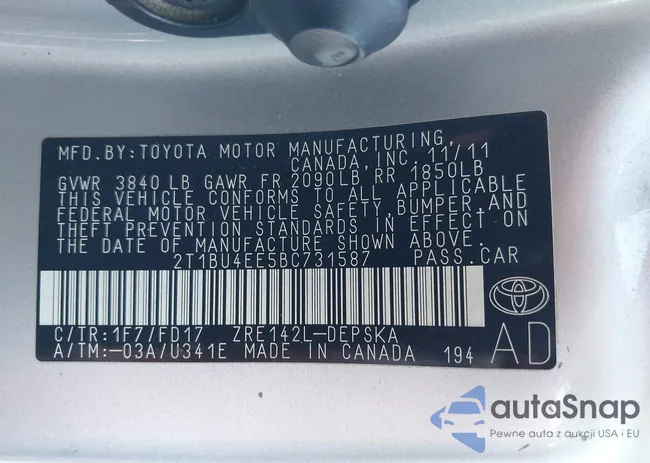 MFD. BY: TOYOTA MOTOR MANUFACTURING,
CANADA, INC. 11/11
GVWR 3840 LB GAWR FR 2090LB, RR 1850LB
THIS VEHICLE CONFORMS TO ALL APPLICABLE
FEDERAL MOTOR VEHICLE SAFETY, BUMPER, AND
THEFT PREVENTION STANDARDS IN EFFECT ON
THE DATE OF MANUFACTURE SHOWN ABOVE.
2T1BU4EE5BC731587 PASS. CAR
C/TR: 1F7/FD17 ZRE142L-DEPSKA
A/TM: -03A/U341E MADE IN CANADA 194
AD
autaSnap
Pewne auta z aukcji USA i EU